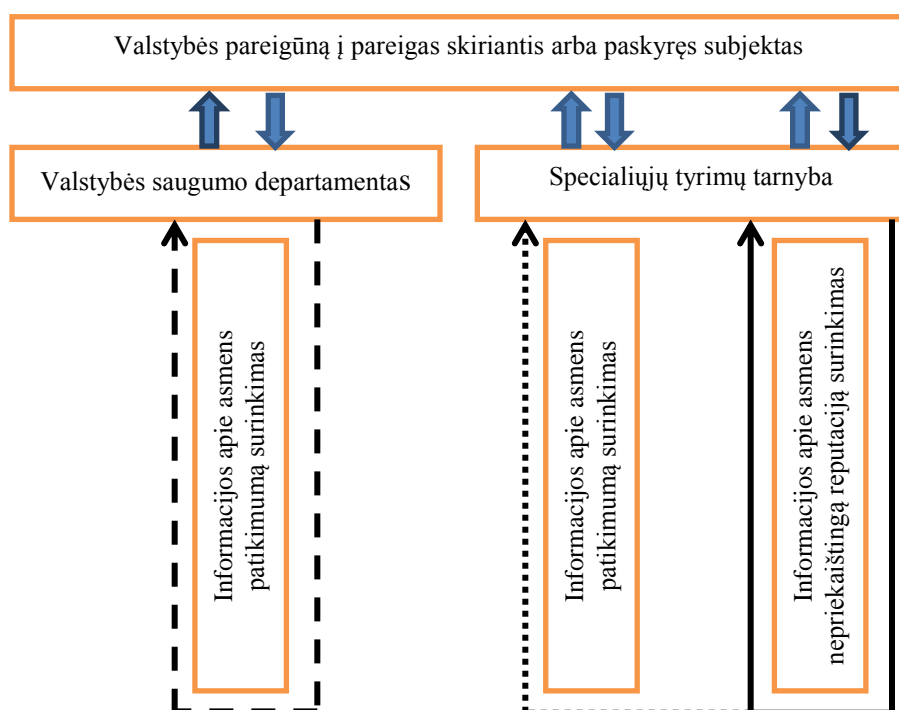 Valstybės pareigūną į pareigas skiriantis arba paskyręs subjektas
Valstybės saugumo departamentas
Specialiųjų tyrimų tarnyba
Informacijos apie asmens
patikimumą surinkimas
Informacijos apie asmens
patikimumą surinkimas
Informacijos apie asmens
nepriekaištingą reputaciją surinkimas